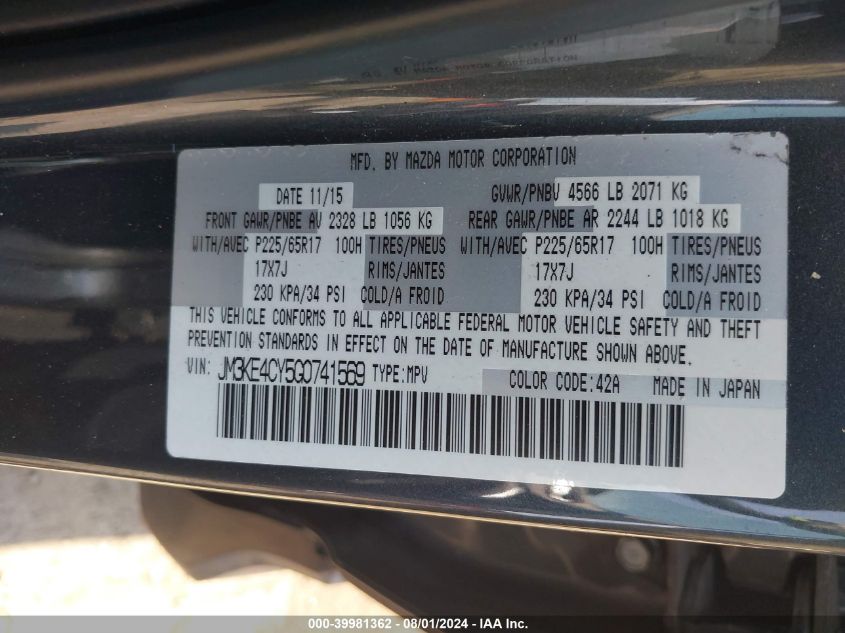 MFD. BY MAZDA MOTOR CORPORATION
DATE 11/15 GVWR/PNBV 4566 LB 2071 KG
FRONT GAWR/PNBE AV 2328 LB 1056 KG REAR GAWR/PNBE AR 2244 LB 1018 KG
WITH/AVEC P225/65R17 100H TIRES/PNEUS WITH/AVEC P225/65R17 100H TIRES/PNEUS
17X7J RIMS/JANTES 17X7J RIMS/JANTES
230 KPA/34 PSI COLD/A FROID 230 KPA/34 PSI COLD/A FROID
THIS VEHICLE CONFORMS TO ALL APPLICABLE FEDERAL MOTOR VEHICLE SAFETY AND THEFT
PREVENTION STANDARDS IN EFFECT ON THE DATE OF MANUFACTURE SHOWN ABOVE.
VIN: JM3KE4CY5G0741569 TYPE:MPV COLOR CODE:42A MADE IN JAPAN
000-39981362 - 08/01/2024 - IAAI Inc.